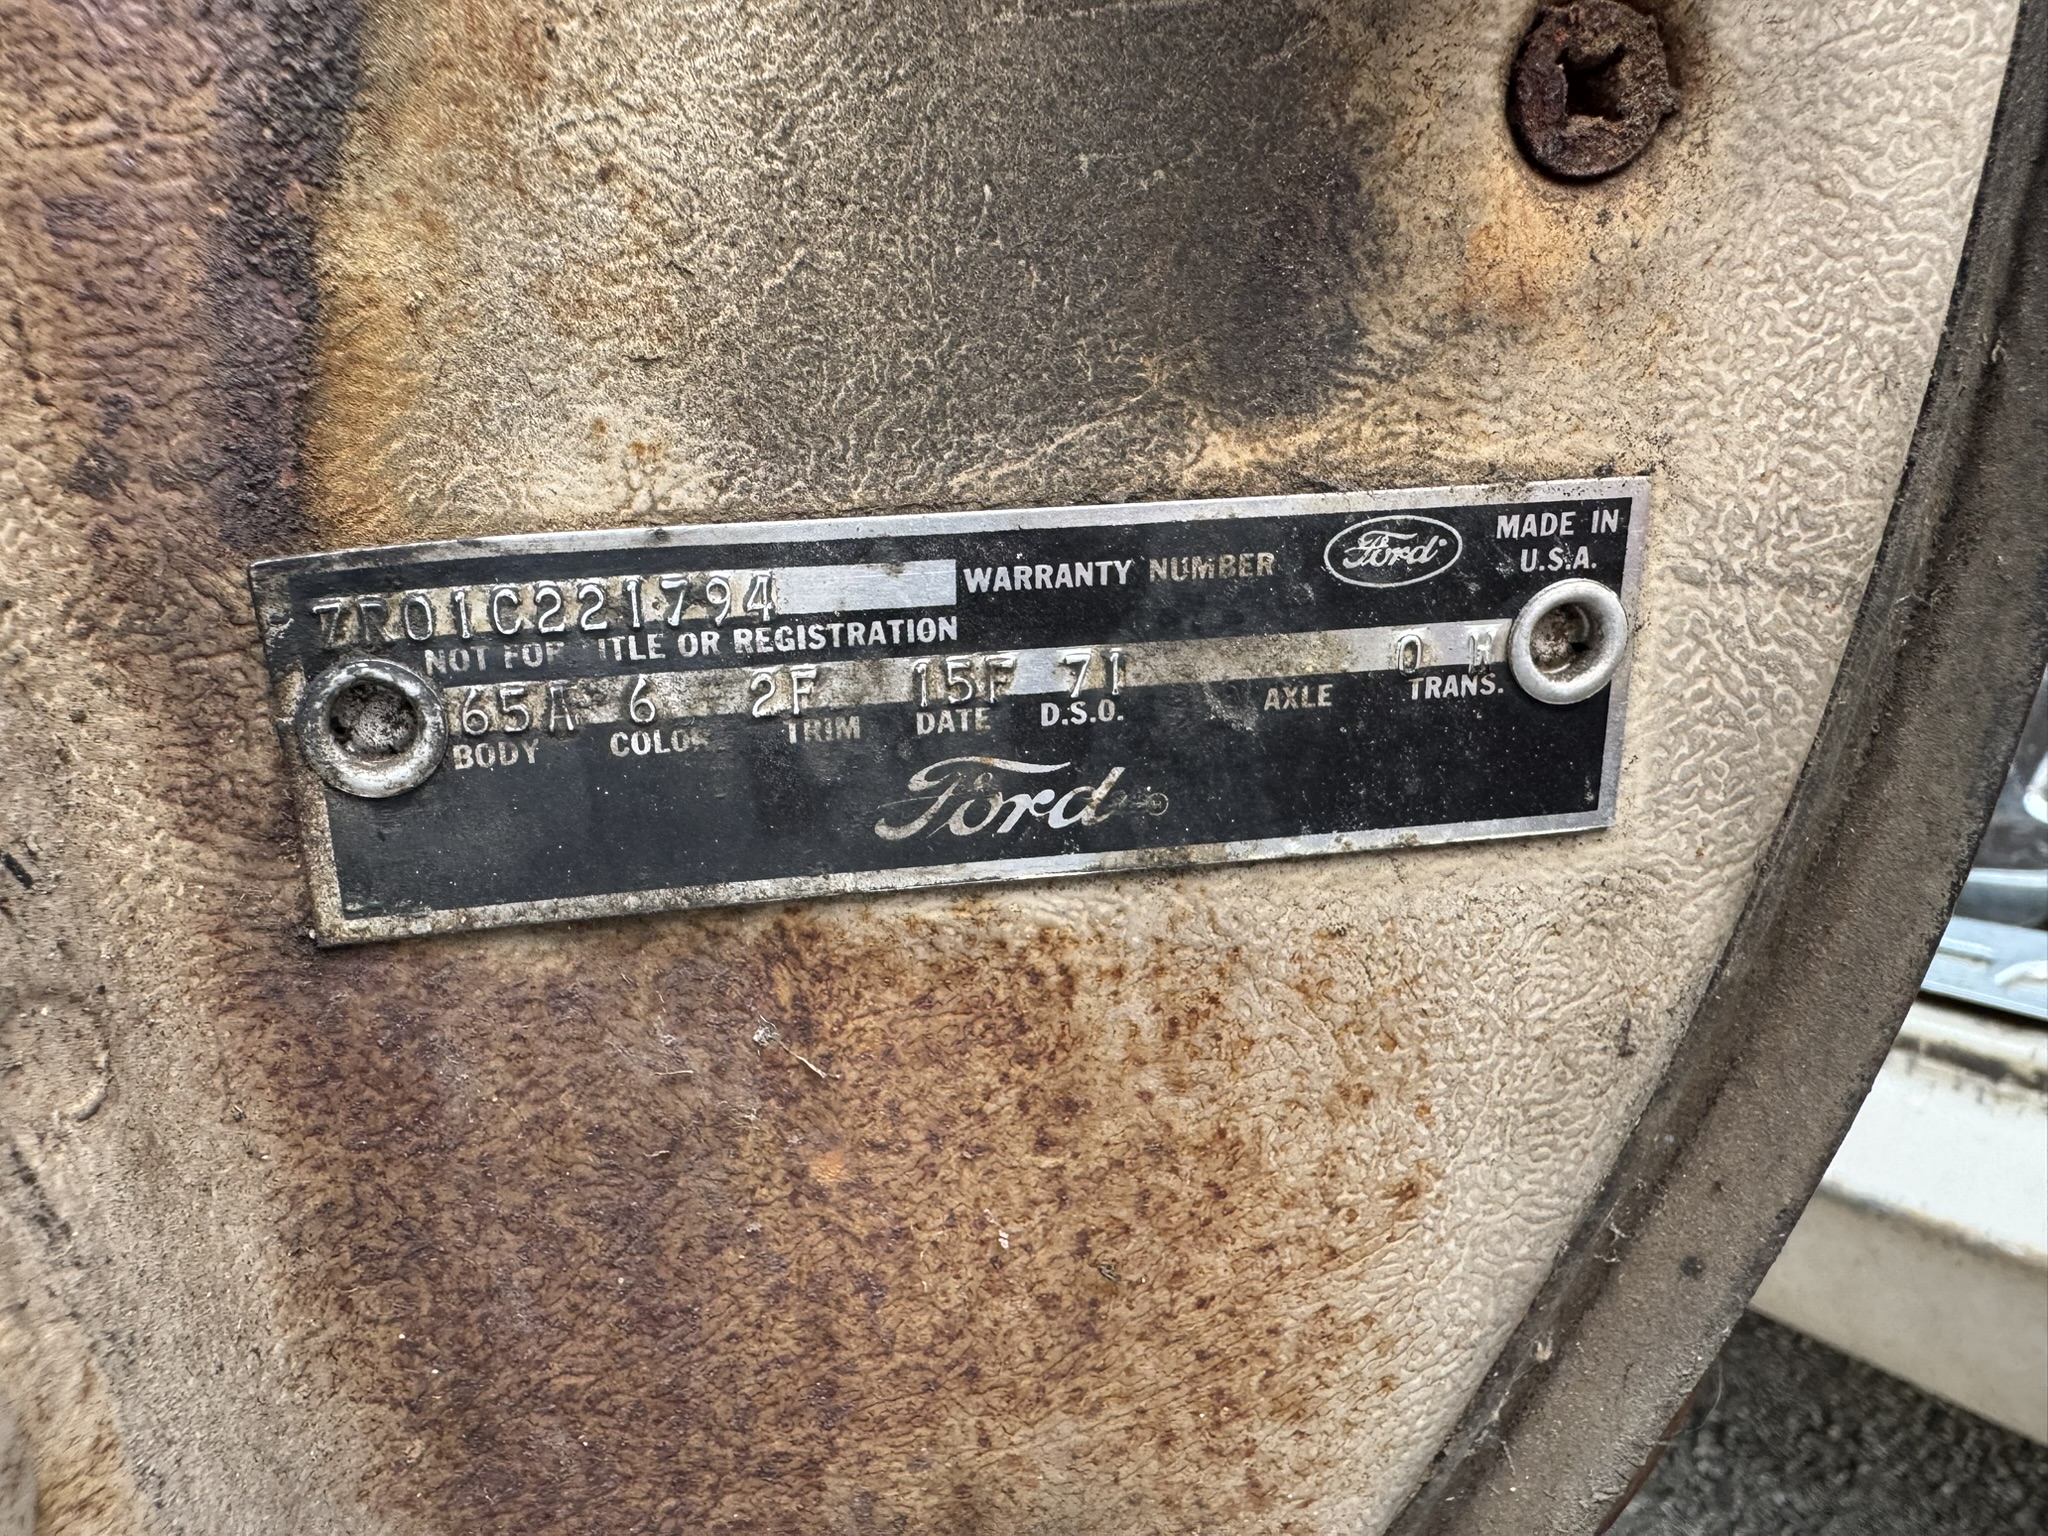 7R01C221794 WARRANTY NUMBER Ford MADE IN
U.S.A.
NOT FOR TITLE OR REGISTRATION
65A 6 2F 15F 71 0 W
BODY COLOR TRIM DATE D.S.O. AXLE TRANS.
Ford